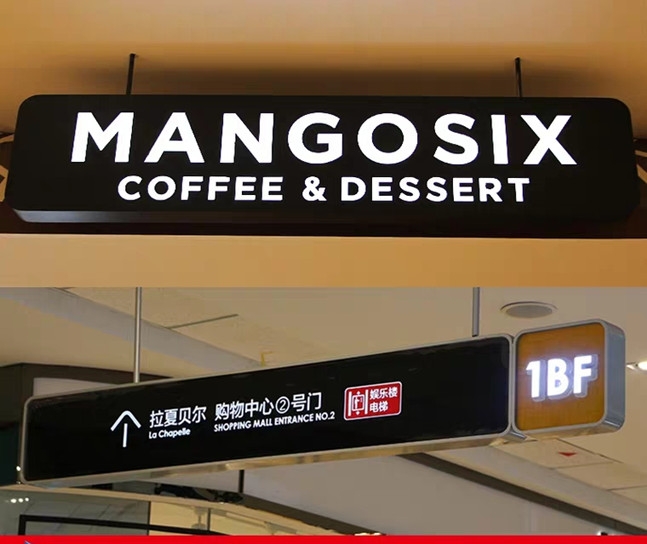 MANGOSIX
COFFEE & DESSERT
拉夏贝尔 购物中心②号门
La Chapelle SHOPPING MALL ENTRANCE NO.2
娱乐楼
电梯
1BF